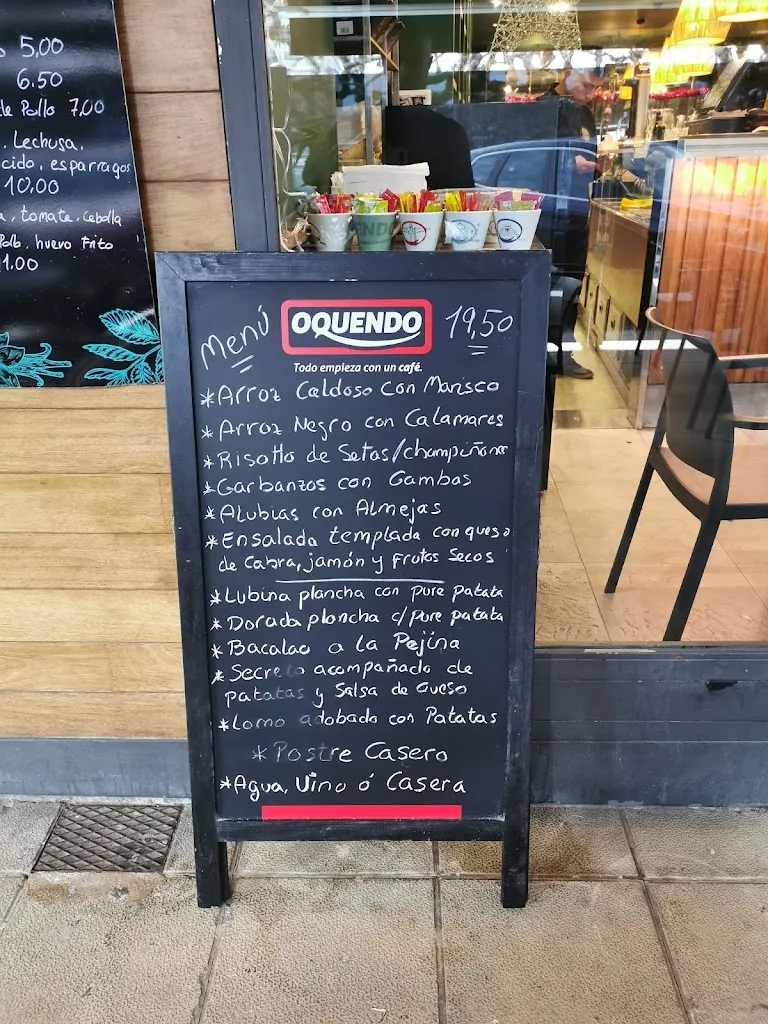 5,00
6.50
de Pollo 7,00
Lechuga,
cido, esparragos
10,00
a, tomate, Cebolla
Pollo, huevo Frito
1.00
Menú OQUENDO 19,50
Todo empieza con un café.
*Arroz Caldoso con Marisco
*Arroz Negro con Calamares
*Risotto de Setas/champiñones
*Garbanzos con Gambas
*Alubias con Almejas
*Ensalada templada con queso
de Cabra, jamón y Frutos Secos
*Lubina plancha con pure patata
*Dorada plancha c/pure patata
*Bacalao a la Pejina
*Secreto acompañado de
patatas y Salsa de Queso
*Lomo adobado con Patatas
*Postre Casero
*Agua, Vino ó Casera